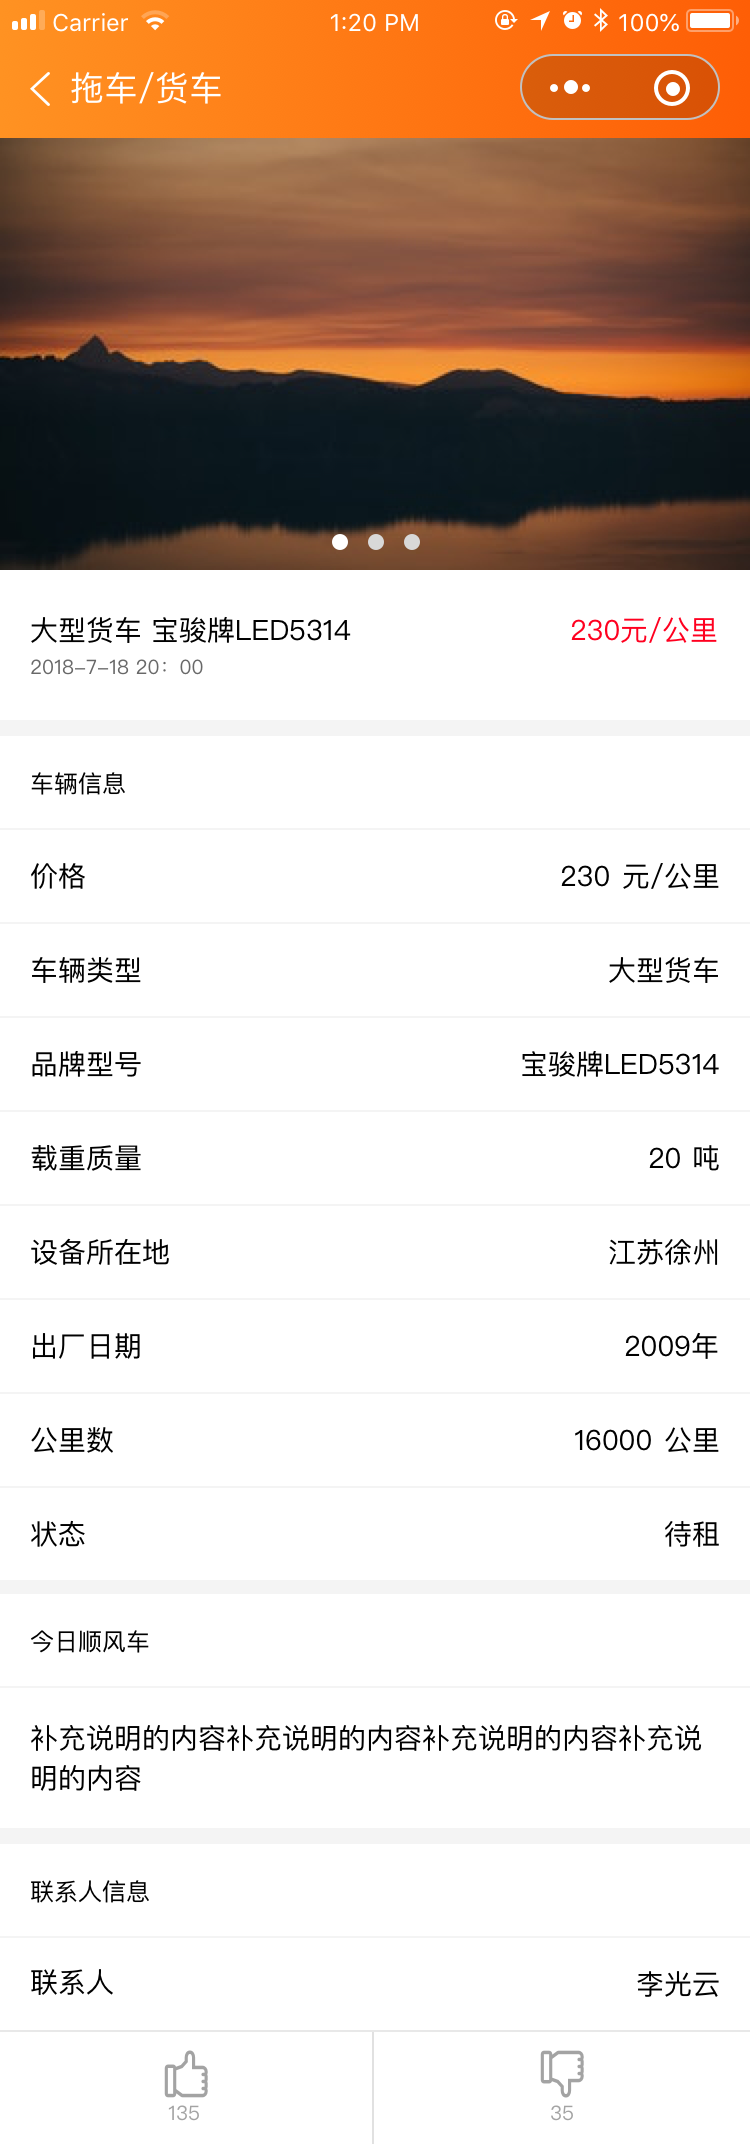 Carrier 1:20 PM 100%
拖车/货车
大型货车 宝骏牌LED5314 230元/公里
2018-7-18 20：00
车辆信息
价格 230 元/公里
车辆类型 大型货车
品牌型号 宝骏牌LED5314
载重质量 20 吨
设备所在地 江苏徐州
出厂日期 2009年
公里数 16000 公里
状态 待租
今日顺风车
补充说明的内容补充说明的内容补充说明的内容补充说
明的内容
联系人信息
联系人 李光云
135 35